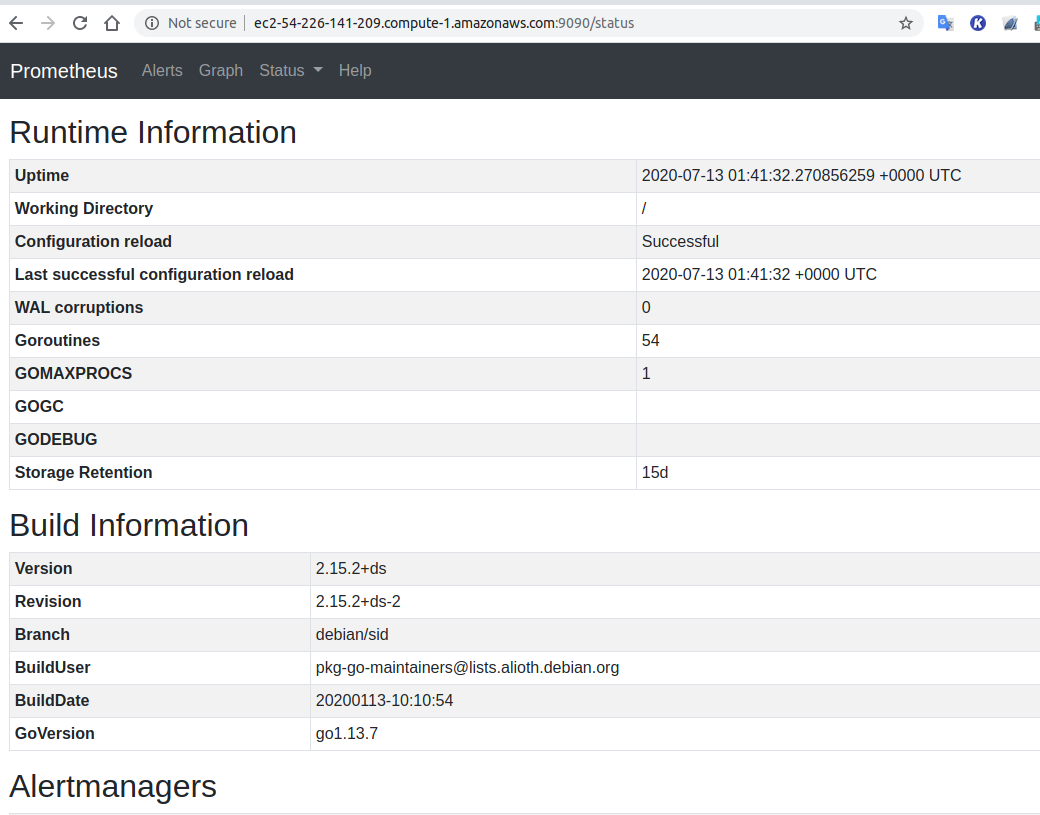 Not secure | ec2-54-226-141-209.compute-1.amazonaws.com:9090/status
Prometheus Alerts Graph Status Help
Runtime Information
Uptime 2020-07-13 01:41:32.270856259 +0000 UTC
Working Directory /
Configuration reload Successful
Last successful configuration reload 2020-07-13 01:41:32 +0000 UTC
WAL corruptions 0
Goroutines 54
GOMAXPROCS 1
GOGC
GODEBUG
Storage Retention 15d
Build Information
Version 2.15.2+ds
Revision 2.15.2+ds-2
Branch debian/sid
BuildUser pkg-go-maintainers@lists.alioth.debian.org
BuildDate 20200113-10:10:54
GoVersion go1.13.7
Alertmanagers